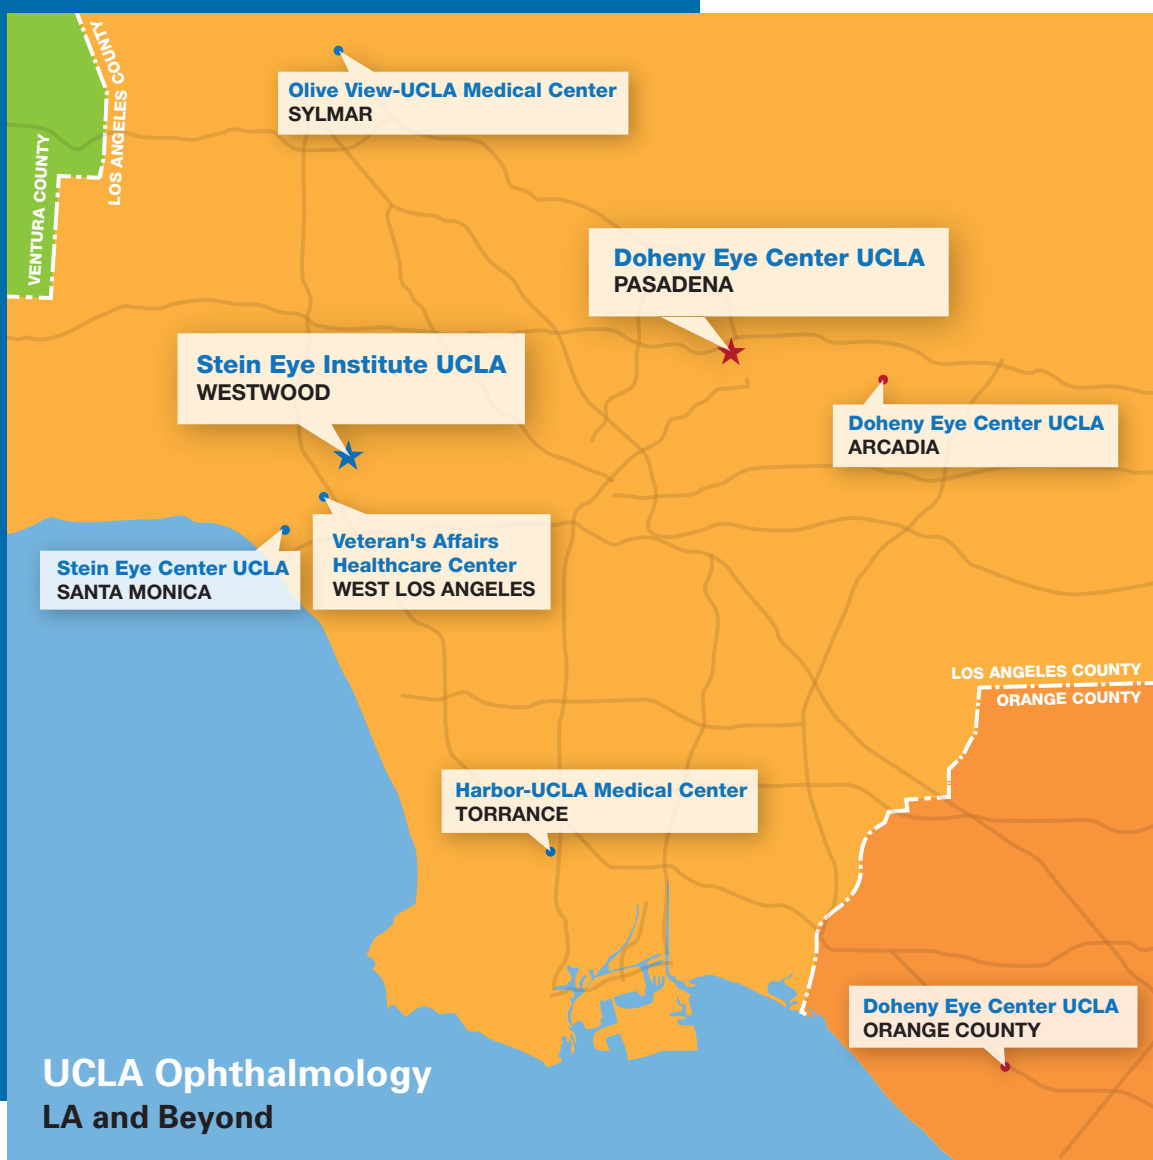 LOS ANGELES COUNTY
VENTURA COUNTY
Olive View-UCLA Medical Center
SYLMAR
Doheny Eye Center UCLA
PASADENA
Stein Eye Institute UCLA
WESTWOOD
Doheny Eye Center UCLA
ARCADIA
Veteran's Affairs
Healthcare Center
WEST LOS ANGELES
Stein Eye Center UCLA
SANTA MONICA
LOS ANGELES COUNTY
ORANGE COUNTY
Harbor-UCLA Medical Center
TORRANCE
Doheny Eye Center UCLA
ORANGE COUNTY
UCLA Ophthalmology
LA and Beyond